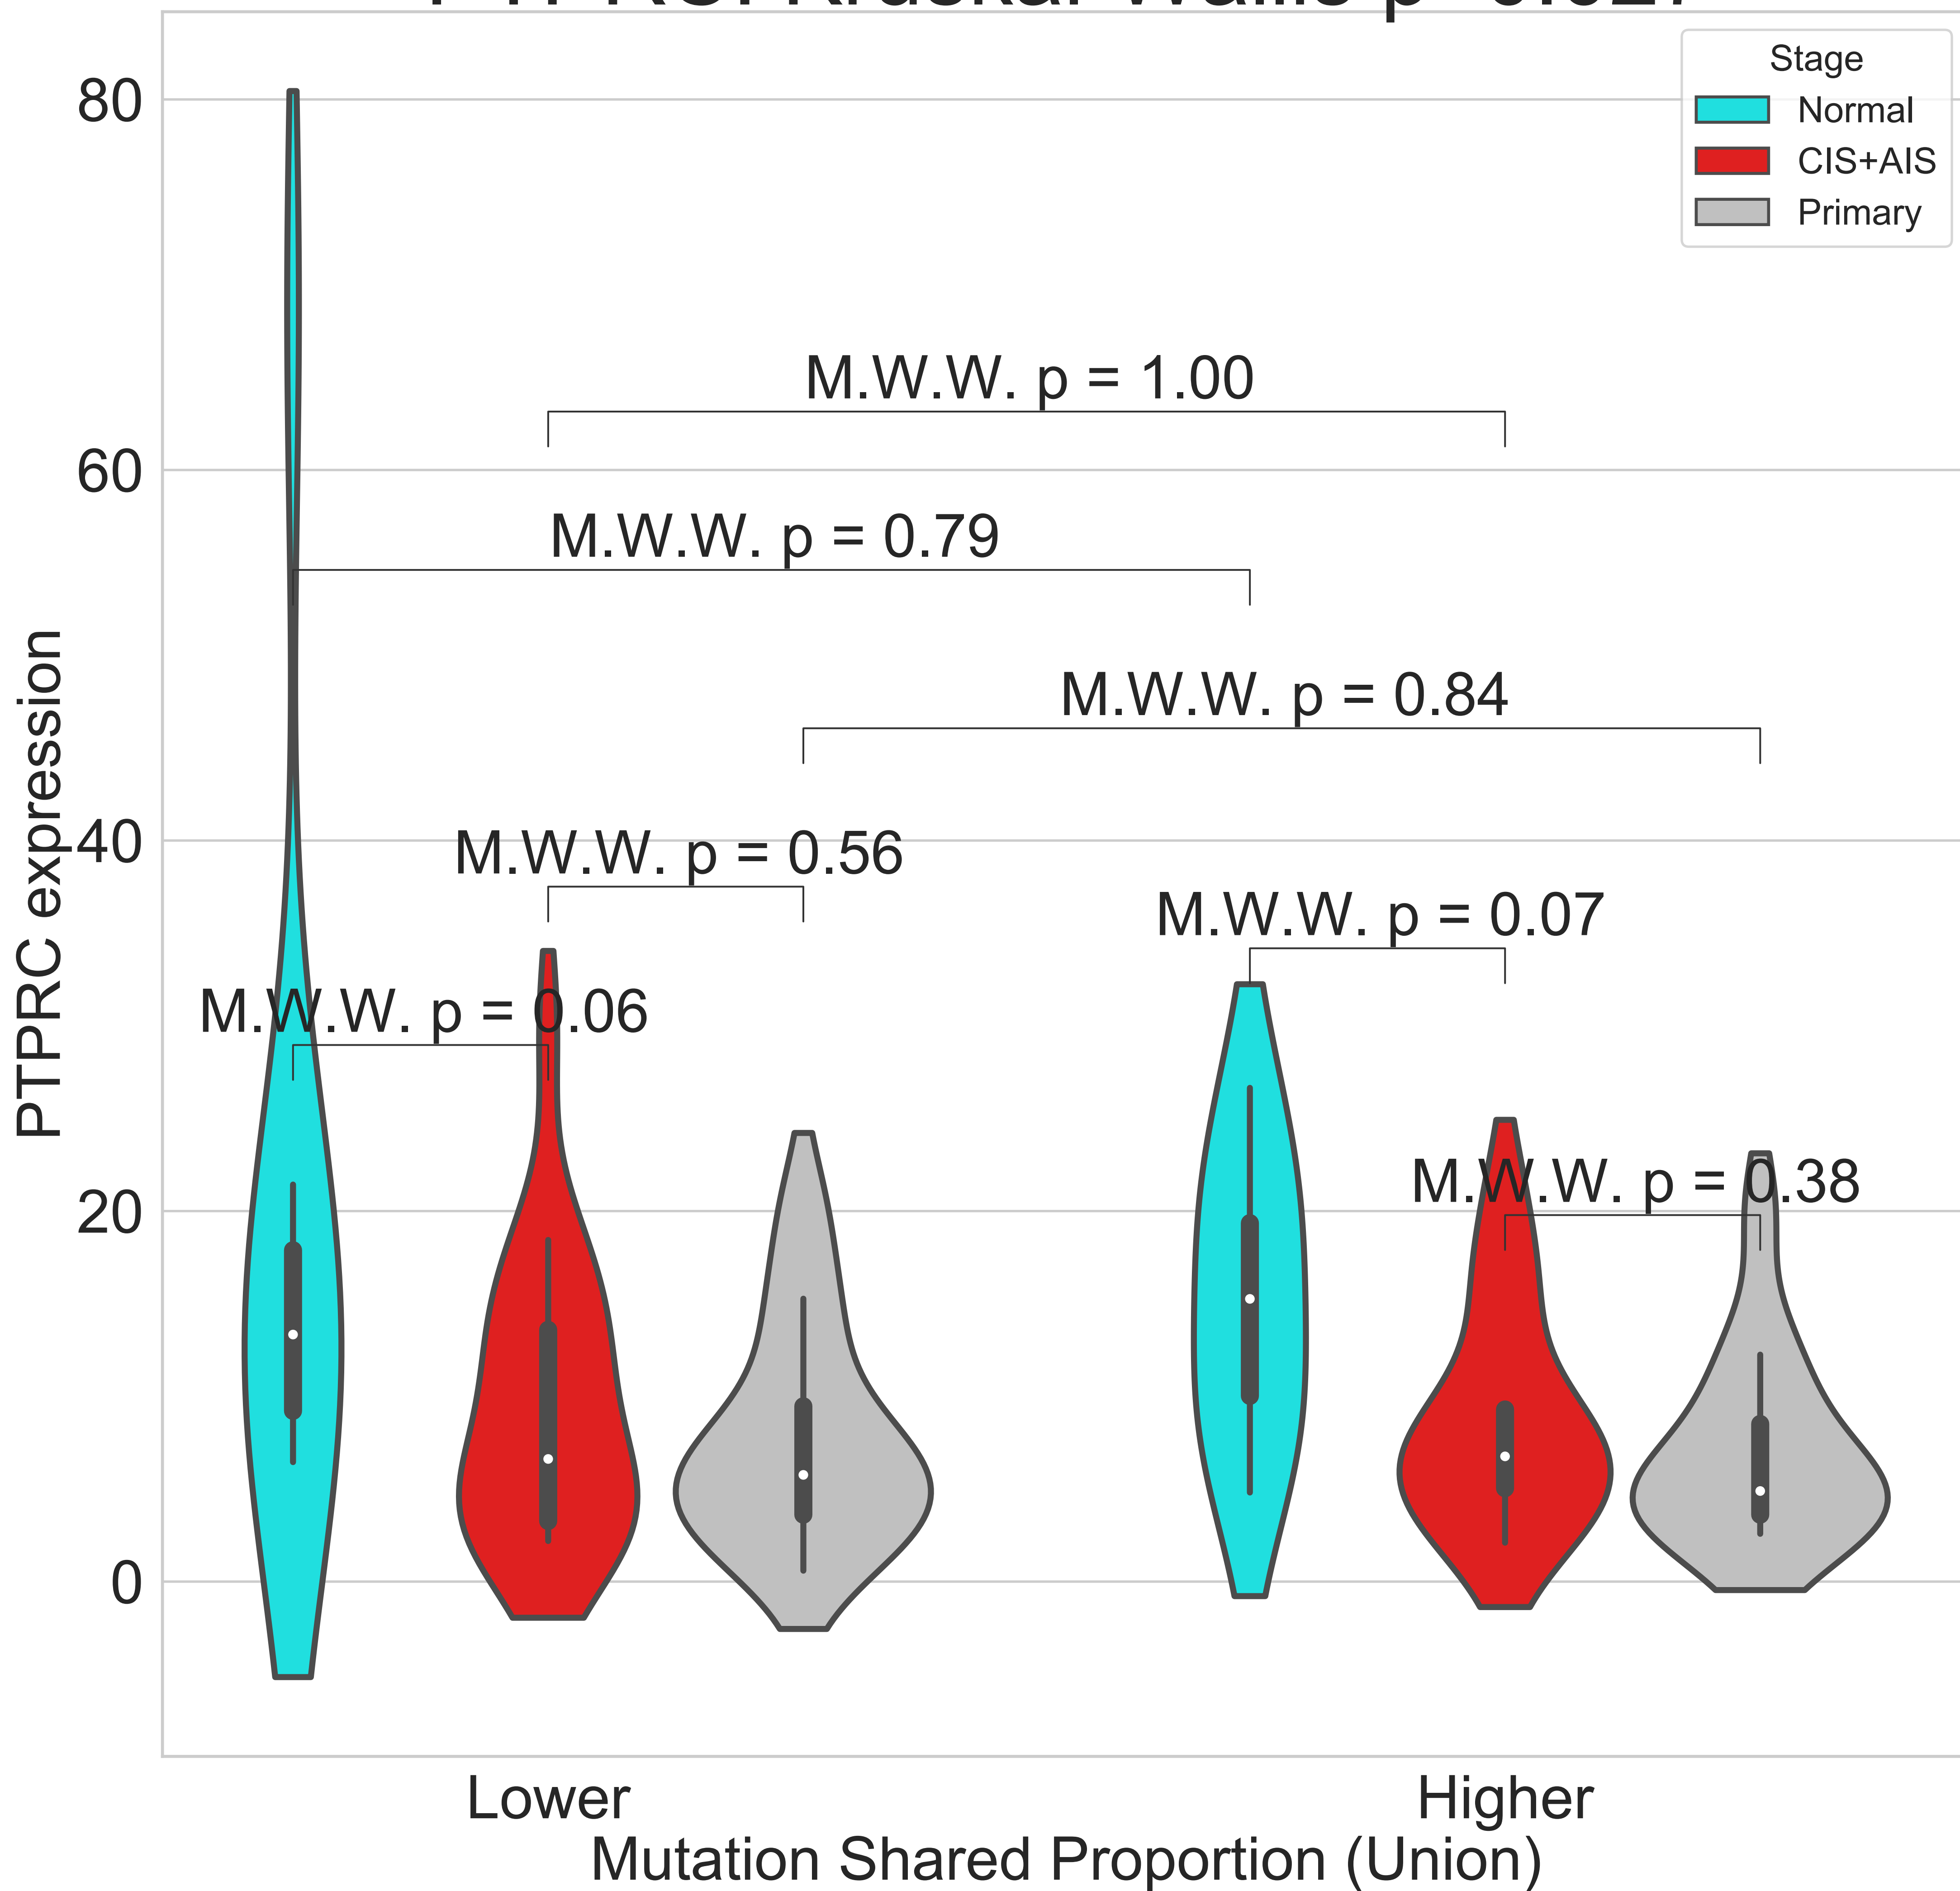 Stage
Normal
CIS+AIS
Primary
80
60
40
20
0
PTPRC expression
M.W.W. p = 1.00
M.W.W. p = 0.79
M.W.W. p = 0.84
M.W.W. p = 0.56
M.W.W. p = 0.07
M.W.W. p = 0.06
M.W.W. p = 0.38
Lower
Higher
Mutation Shared Proportion (Union)